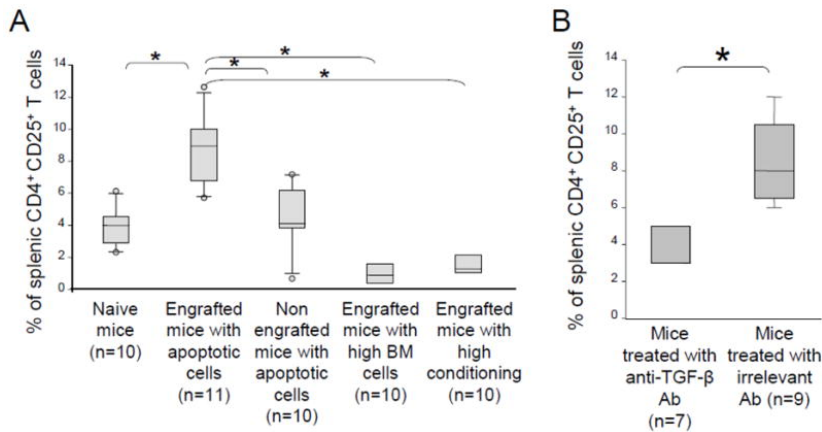 A
% of splenic CD4⁺ CD25⁺ T cells
14
12
10
8
6
4
2
0
*
*
*
*
Naive
mice
(n=10)
Engrafted
mice with
apoptotic
cells
(n=11)
Non
engrafted
mice with
apoptotic
cells
(n=10)
Engrafted
mice with
high BM
cells
(n=10)
Engrafted
mice with
high
conditioning
(n=10)
B
% of splenic CD4⁺ CD25⁺ T cells
14
12
10
8
6
4
2
0
*
Mice
treated with
anti-TGF-β
Ab
(n=7)
Mice
treated with
irrelevant
Ab (n=9)